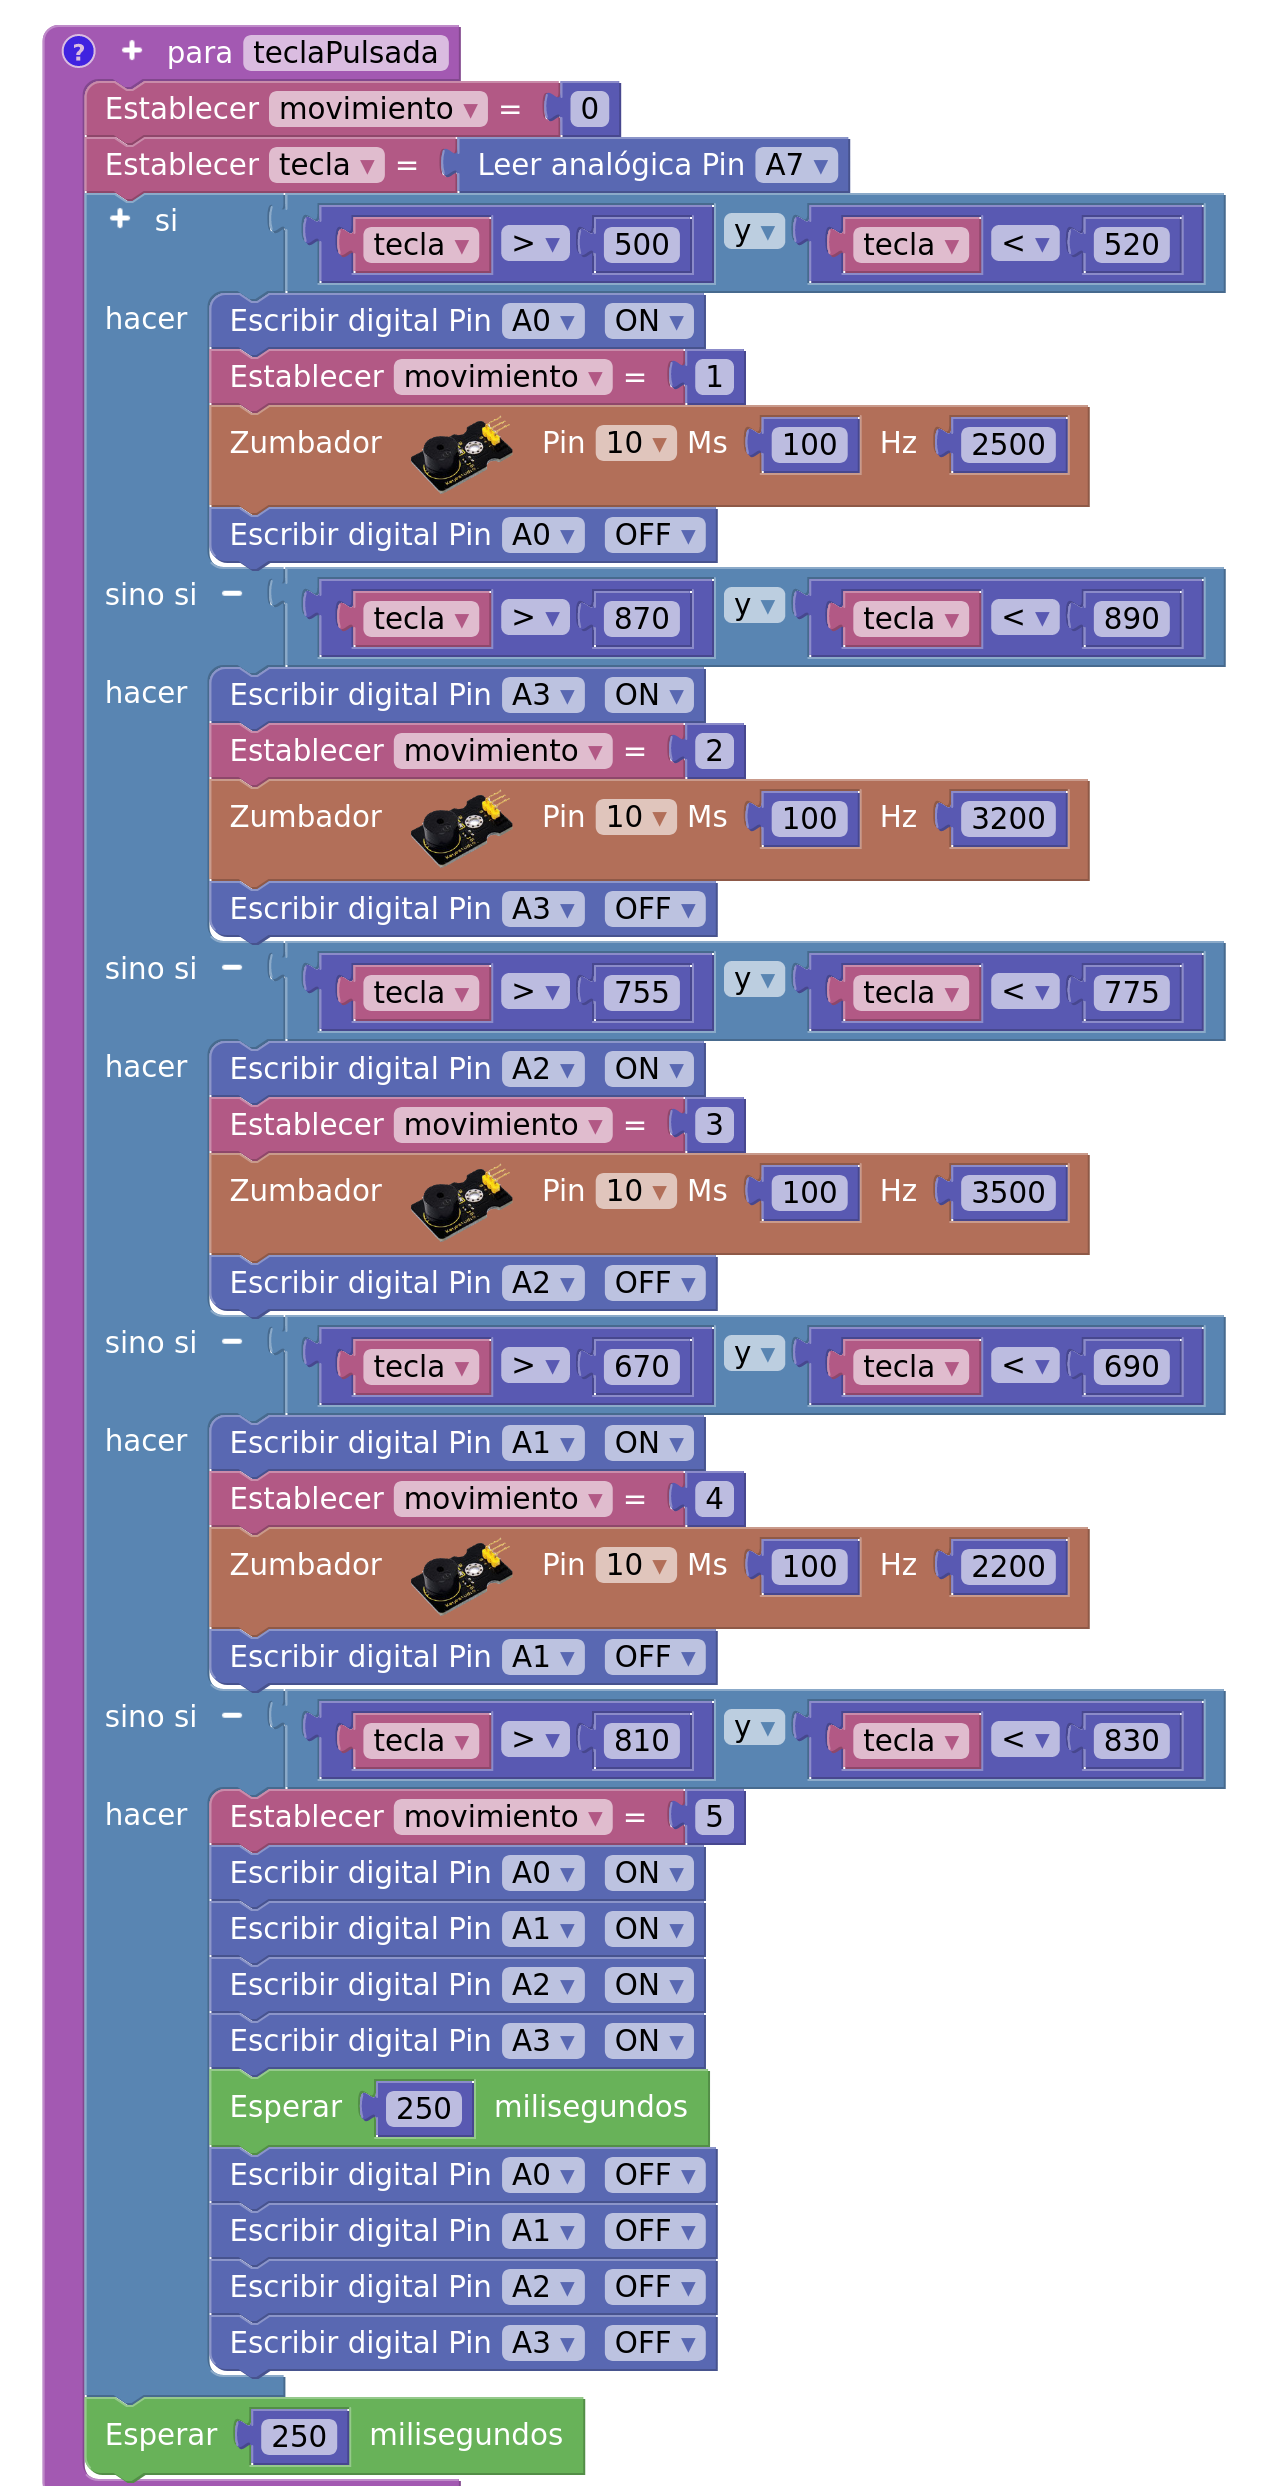 ? + para teclaPulsada
Establecer movimiento = 0
Establecer tecla = Leer analógica Pin A7
+ si tecla > 500 y tecla < 520
hacer Escribir digital Pin A0 ON
Establecer movimiento = 1
Zumbador Pin 10 Ms 100 Hz 2500
Escribir digital Pin A0 OFF
sino si − tecla > 870 y tecla < 890
hacer Escribir digital Pin A3 ON
Establecer movimiento = 2
Zumbador Pin 10 Ms 100 Hz 3200
Escribir digital Pin A3 OFF
sino si − tecla > 755 y tecla < 775
hacer Escribir digital Pin A2 ON
Establecer movimiento = 3
Zumbador Pin 10 Ms 100 Hz 3500
Escribir digital Pin A2 OFF
sino si − tecla > 670 y tecla < 690
hacer Escribir digital Pin A1 ON
Establecer movimiento = 4
Zumbador Pin 10 Ms 100 Hz 2200
Escribir digital Pin A1 OFF
sino si − tecla > 810 y tecla < 830
hacer Establecer movimiento = 5
Escribir digital Pin A0 ON
Escribir digital Pin A1 ON
Escribir digital Pin A2 ON
Escribir digital Pin A3 ON
Esperar 250 milisegundos
Escribir digital Pin A0 OFF
Escribir digital Pin A1 OFF
Escribir digital Pin A2 OFF
Escribir digital Pin A3 OFF
Esperar 250 milisegundos